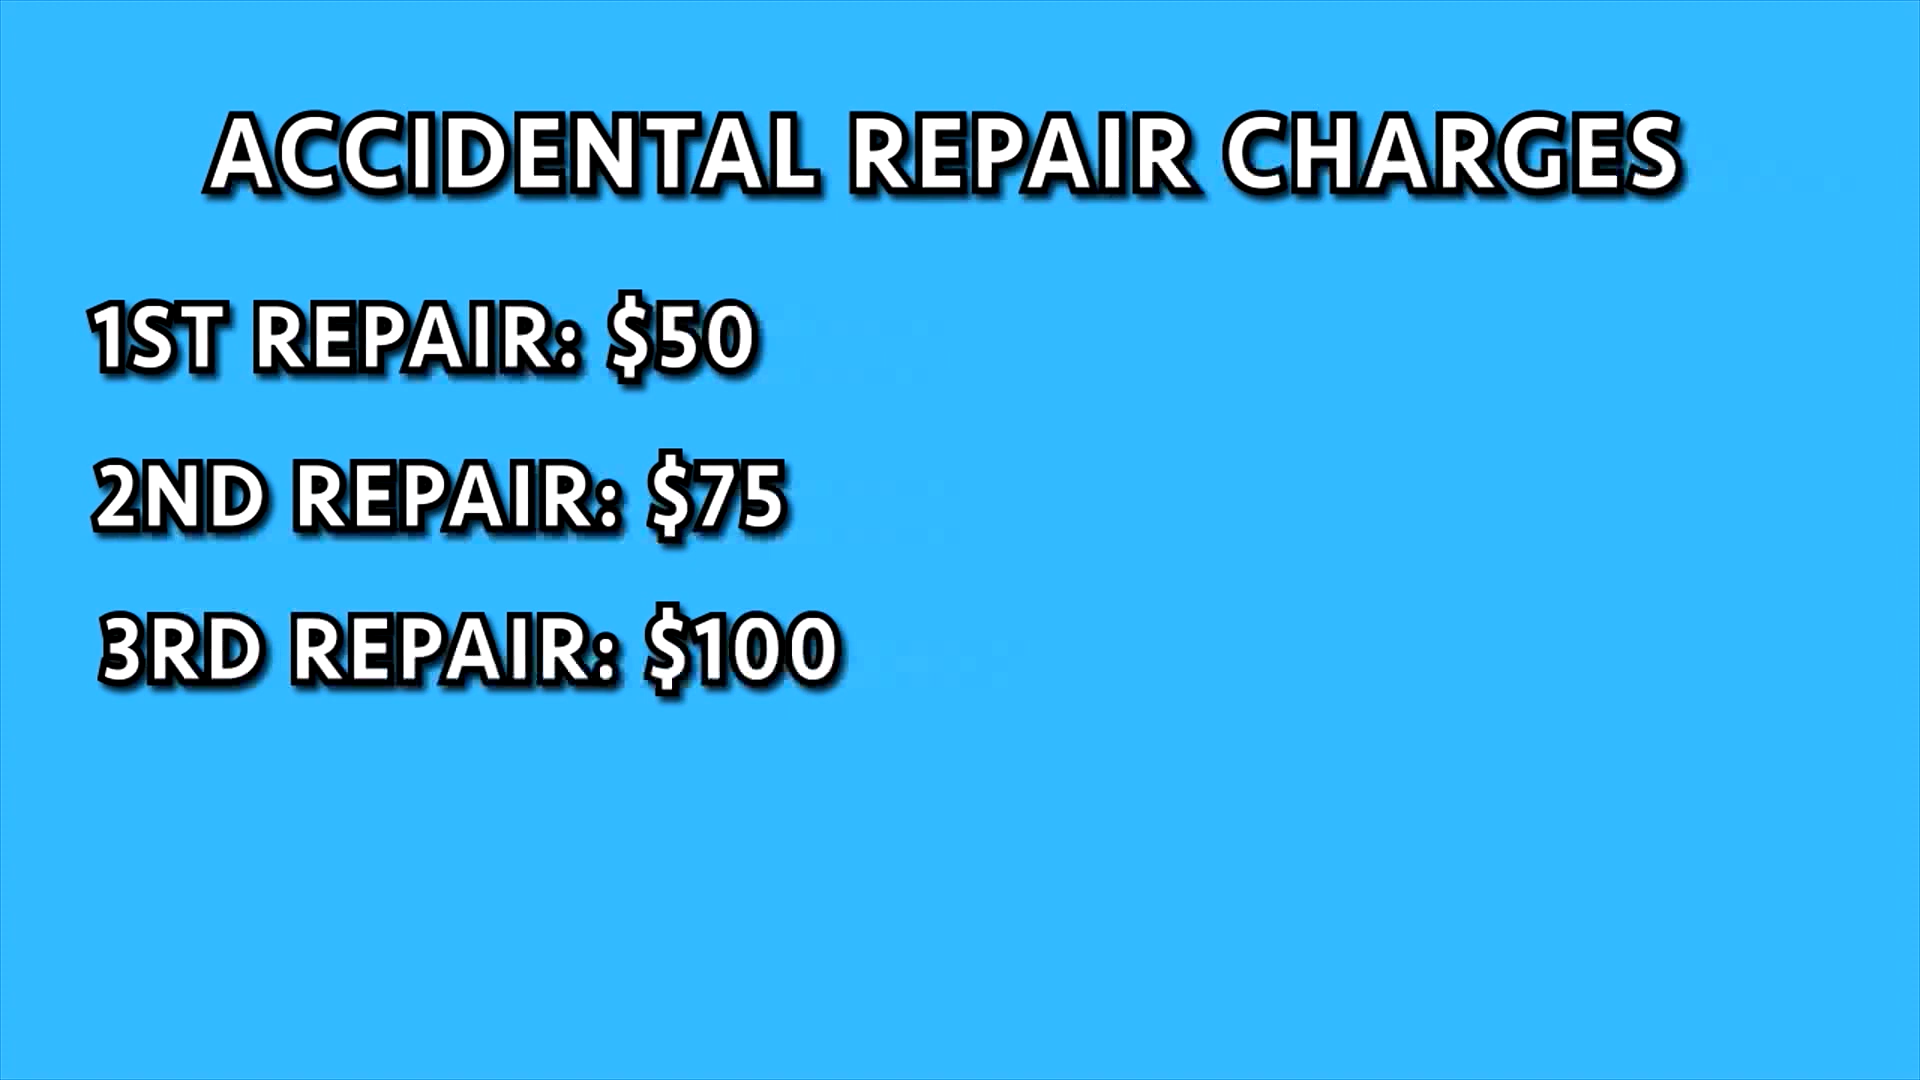 ACCIDENTAL REPAIR CHARGES
1ST REPAIR: $50
2ND REPAIR: $75
3RD REPAIR: $100